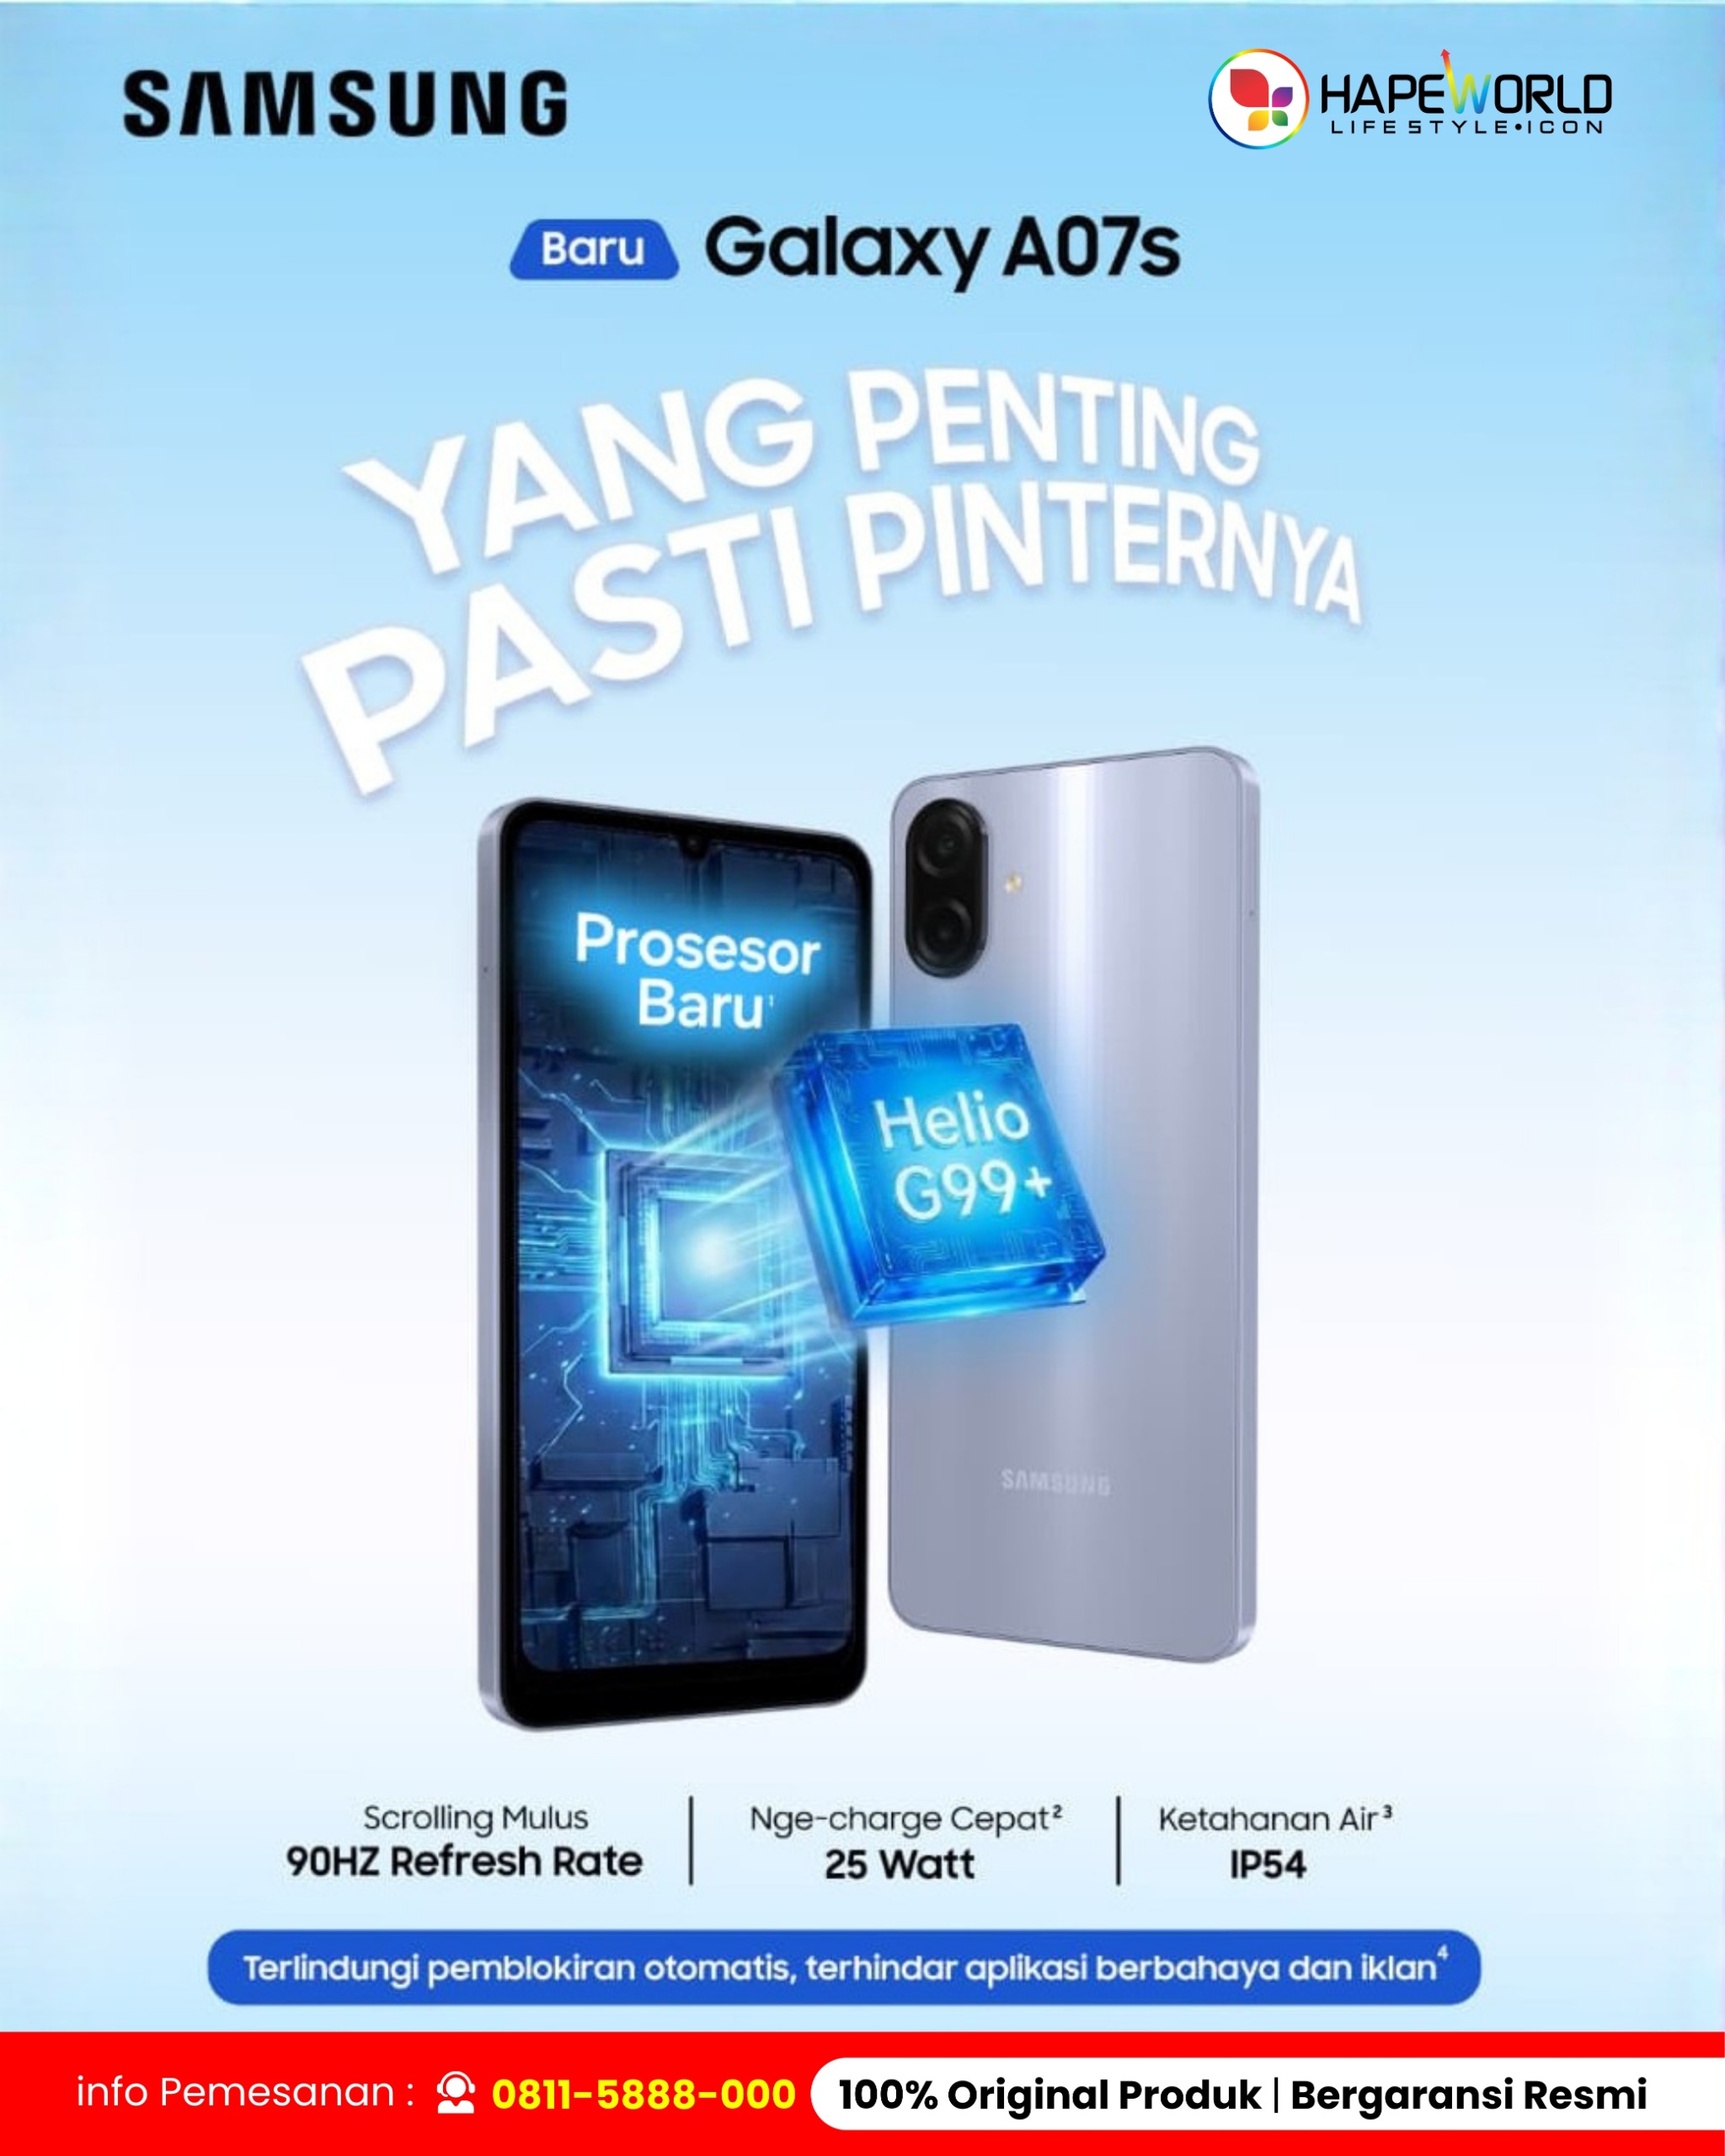 SAMSUNG
HAPEWORLD
LIFESTYLE•ICON
Baru Galaxy A07s
YANG PENTING
PASTI PINTERNYA
Prosesor
Baru¹
Helio
G99+
SAMSUNG
Scrolling Mulus
90HZ Refresh Rate
Nge-charge Cepat²
25 Watt
Ketahanan Air³
IP54
Terlindungi pemblokiran otomatis, terhindar aplikasi berbahaya dan iklan⁴
info Pemesanan : 0811-5888-000 100% Original Produk | Bergaransi Resmi